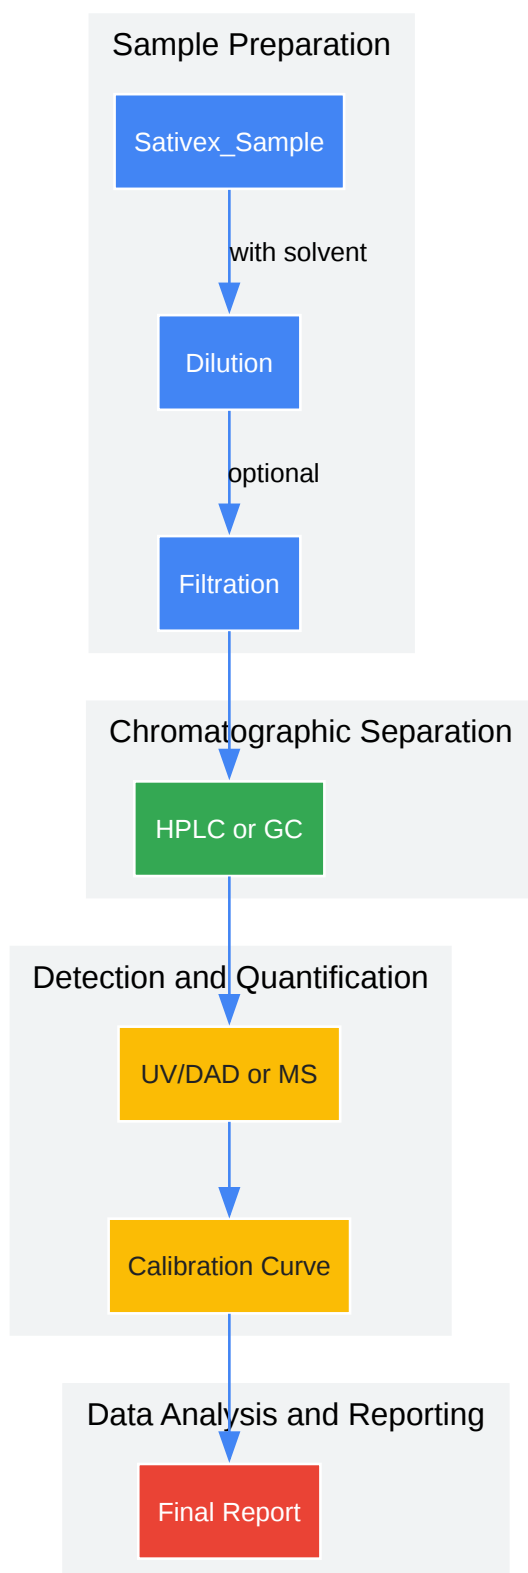 Sample Preparation
Sativex_Sample
with solvent
Dilution
optional
Filtration
Chromatographic Separation
HPLC or GC
Detection and Quantification
UV/DAD or MS
Calibration Curve
Data Analysis and Reporting
Final Report